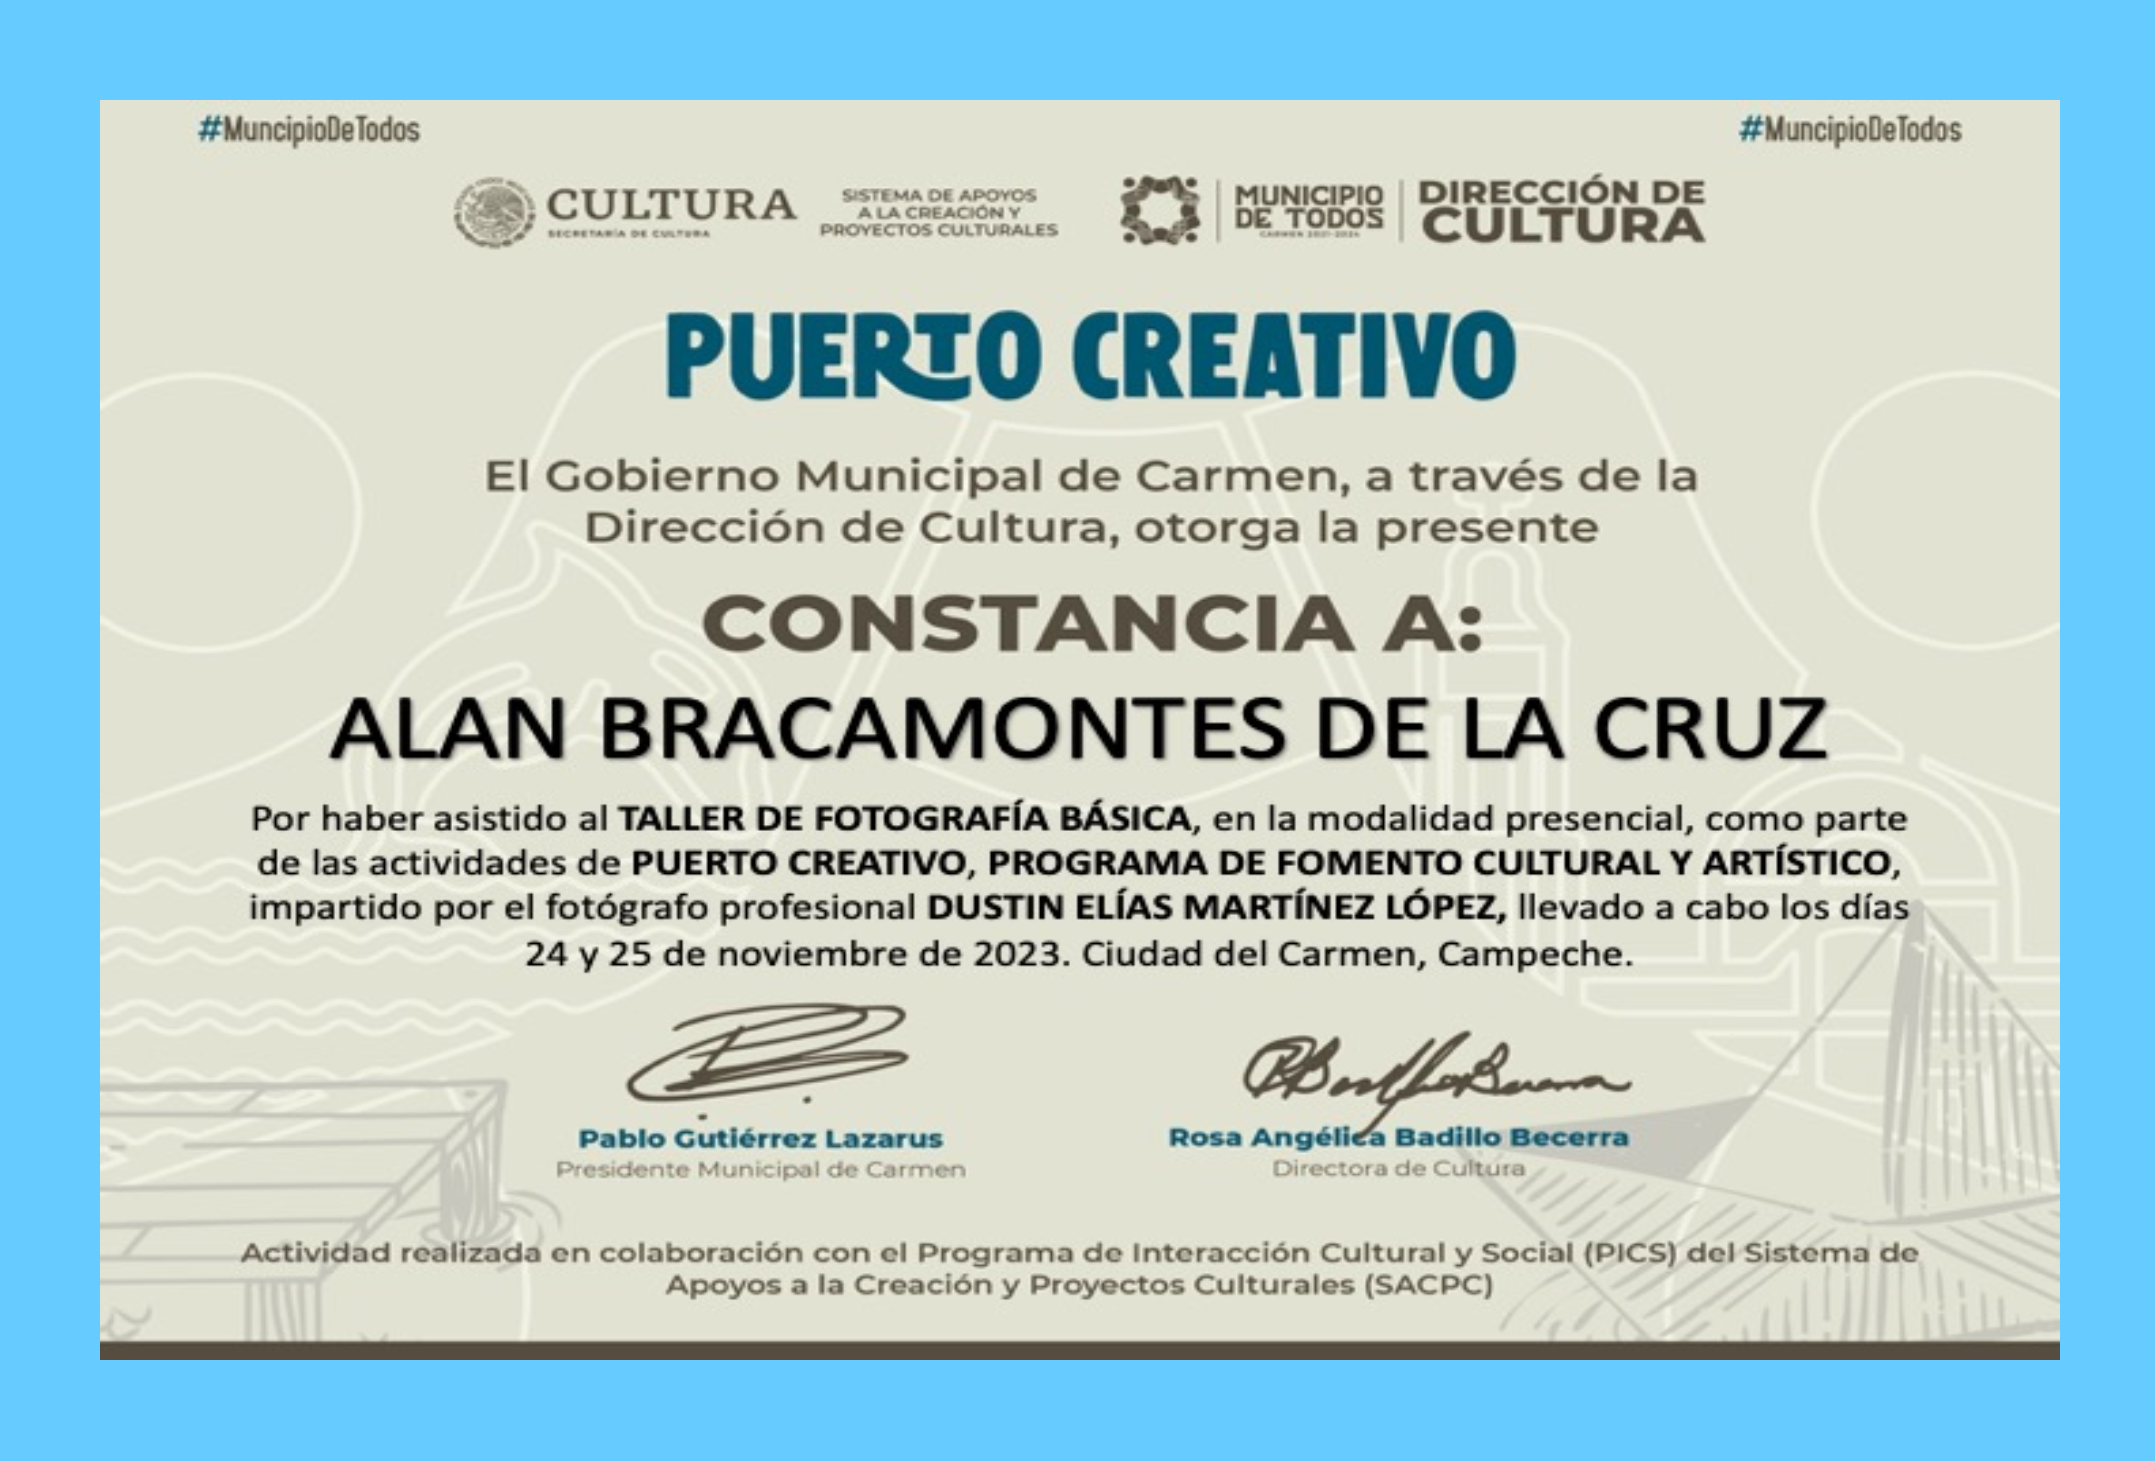 #MuncipioDeTodos
#MuncipioDeTodos
CULTURA
SECRETARÍA DE CULTURA
SISTEMA DE APOYOS
A LA CREACIÓN Y
PROYECTOS CULTURALES
MUNICIPIO
DE TODOS
CARMEN 2021-2024
DIRECCIÓN DE
CULTURA
PUERTO CREATIVO
El Gobierno Municipal de Carmen, a través de la
Dirección de Cultura, otorga la presente
CONSTANCIA A:
ALAN BRACAMONTES DE LA CRUZ
Por haber asistido al TALLER DE FOTOGRAFÍA BÁSICA, en la modalidad presencial, como parte
de las actividades de PUERTO CREATIVO, PROGRAMA DE FOMENTO CULTURAL Y ARTÍSTICO,
impartido por el fotógrafo profesional DUSTIN ELÍAS MARTÍNEZ LÓPEZ, llevado a cabo los días
24 y 25 de noviembre de 2023. Ciudad del Carmen, Campeche.
Pablo Gutiérrez Lazarus
Presidente Municipal de Carmen
Rosa Angélica Badillo Becerra
Directora de Cultura
Actividad realizada en colaboración con el Programa de Interacción Cultural y Social (PICS) del Sistema de
Apoyos a la Creación y Proyectos Culturales (SACPC)